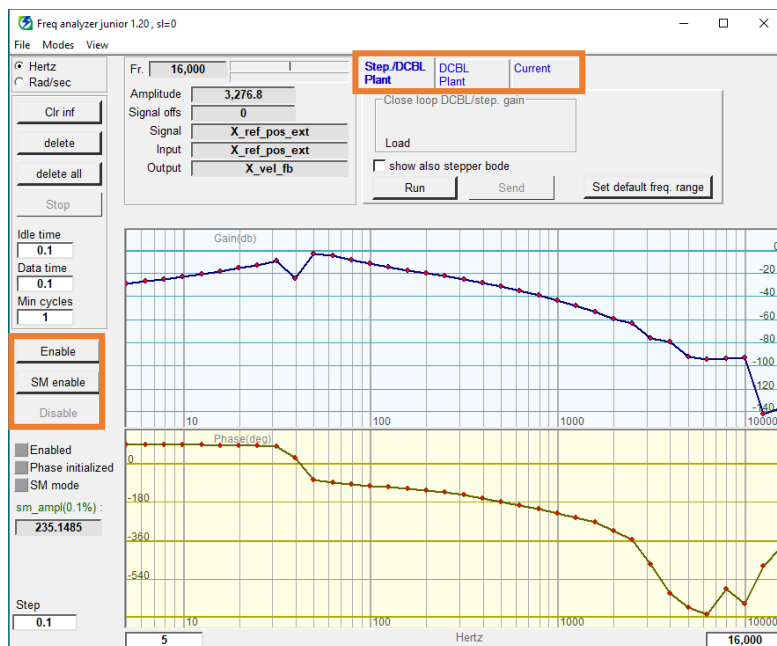 Freq analyzer junior 1.20 , sl=0
File Modes View
Hertz
Rad/sec
Clr inf
delete
delete all
Stop
Idle time
0.1
Data time
0.1
Min cycles
1
Enable
SM enable
Disable
Enabled
Phase initialized
SM mode
sm_ampl(0.1%) :
235.1485
Step
0.1
Fr. 16,000
Amplitude 3,276.8
Signal offs 0
Signal X_ref_pos_ext
Input X_ref_pos_ext
Output X_vel_fb
Step./DCBL Plant
DCBL Plant
Current
Close loop DCBL/step. gain
Load
show also stepper bode
Run Send Set default freq. range
Gain(db)
0
-20
-40
-60
-80
-100
-120
-140
10 100 1000 10000
Phase(deg)
0
-180
-360
-540
10 100 1000 10000
5 Hertz 16,000